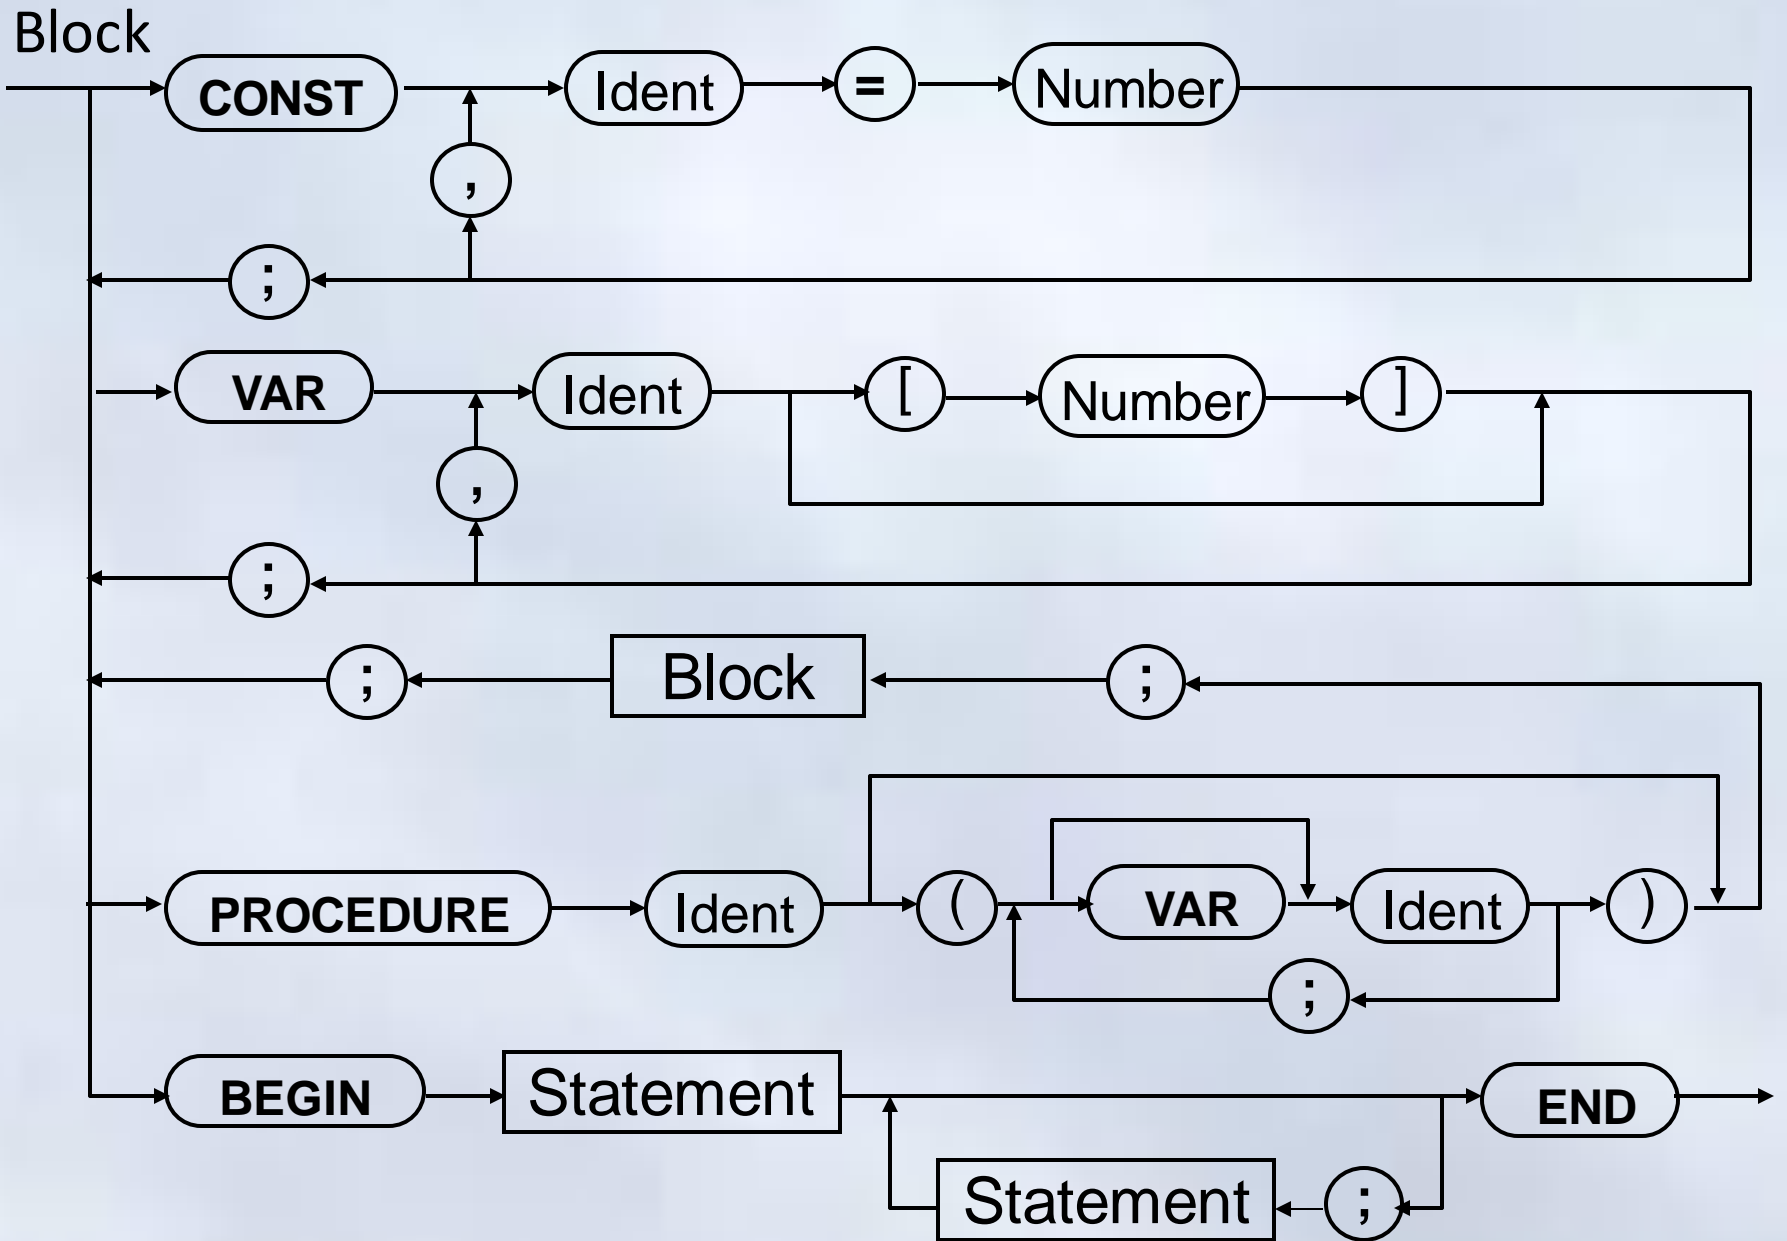 Block
CONST Ident = Number
,
;
VAR Ident [ Number ]
,
;
; Block ;
PROCEDURE Ident ( VAR Ident )
;
BEGIN Statement END
Statement ;